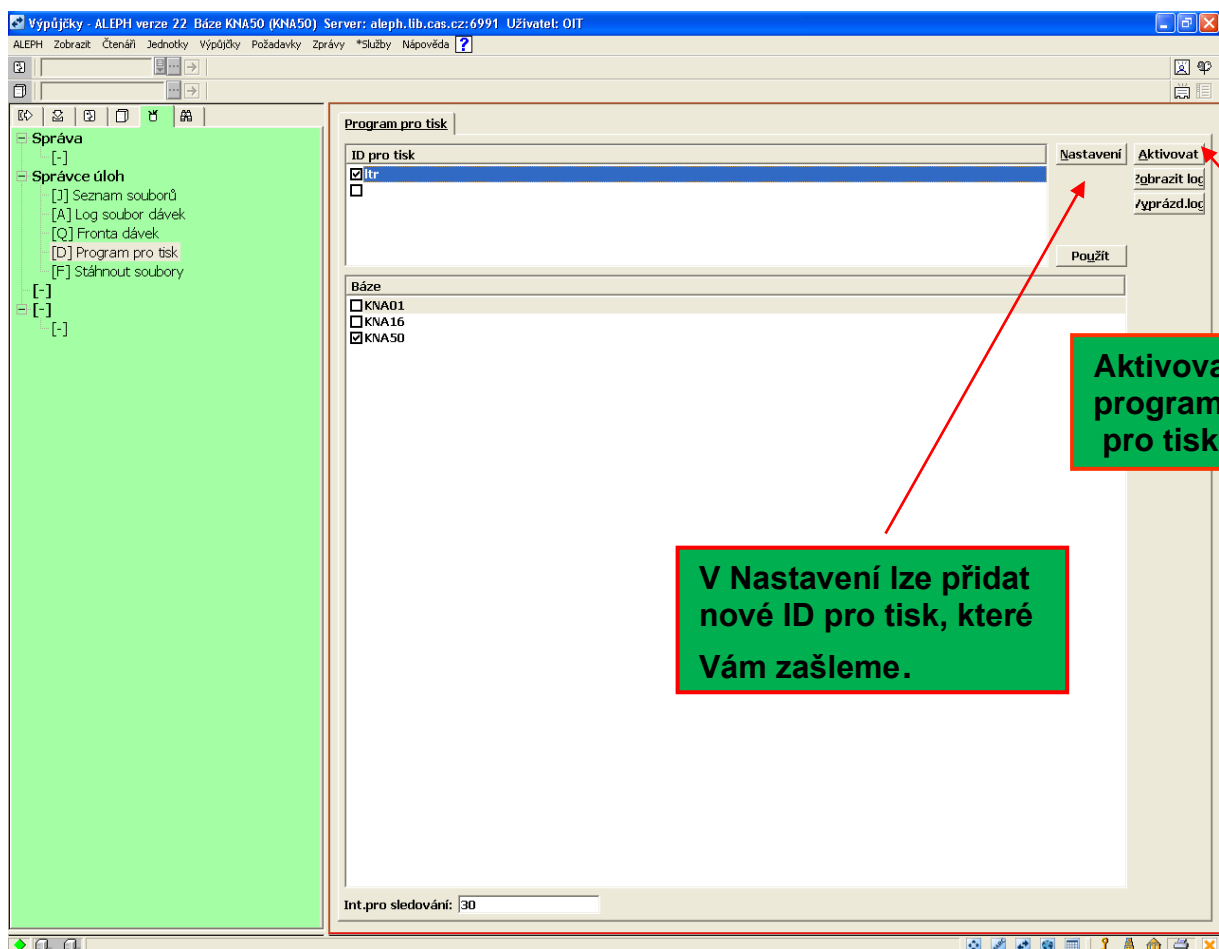 Výpůjčky - ALEPH verze 22 Báze KNA50 (KNA50) Server: aleph.lib.cas.cz:6991 Uživatel: OIT
ALEPH Zobrazit Čtenáři Jednotky Výpůjčky Požadavky Zprávy *Služby Nápověda ?
Správa
[-]
Správce úloh
[J] Seznam souborů
[A] Log soubor dávek
[Q] Fronta dávek
[D] Program pro tisk
[F] Stáhnout soubory
[-]
[-]
[-]
Program pro tisk
ID pro tisk
ltr
Nastavení
Aktivovat
Zobrazit log
Vyprázd.log
Použít
Báze
KNA01
KNA16
KNA50
Aktivova
program
pro tisk
V Nastavení lze přidat
nové ID pro tisk, které
Vám zašleme.
Int.pro sledování: 30